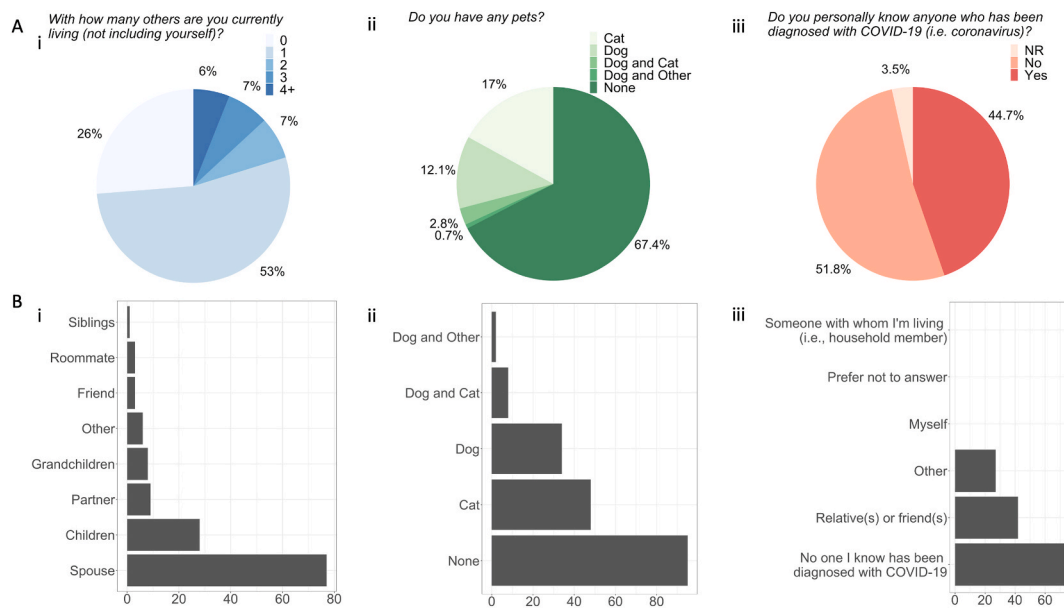 A
i
With how many others are you currently
living (not including yourself)?
0
1
2
3
4+
6%
7%
7%
26%
53%
ii
Do you have any pets?
Cat
Dog
Dog and Cat
Dog and Other
None
17%
12.1%
2.8%
0.7%
67.4%
iii
Do you personally know anyone who has been
diagnosed with COVID-19 (i.e. coronavirus)?
NR
No
Yes
3.5%
44.7%
51.8%
B
i
Siblings
Roommate
Friend
Other
Grandchildren
Partner
Children
Spouse
0 20 40 60 80
ii
Dog and Other
Dog and Cat
Dog
Cat
None
0 20 40 60 80
iii
Someone with whom I'm living
(i.e., household member)
Prefer not to answer
Myself
Other
Relative(s) or friend(s)
No one I know has been
diagnosed with COVID-19
0 20 40 60